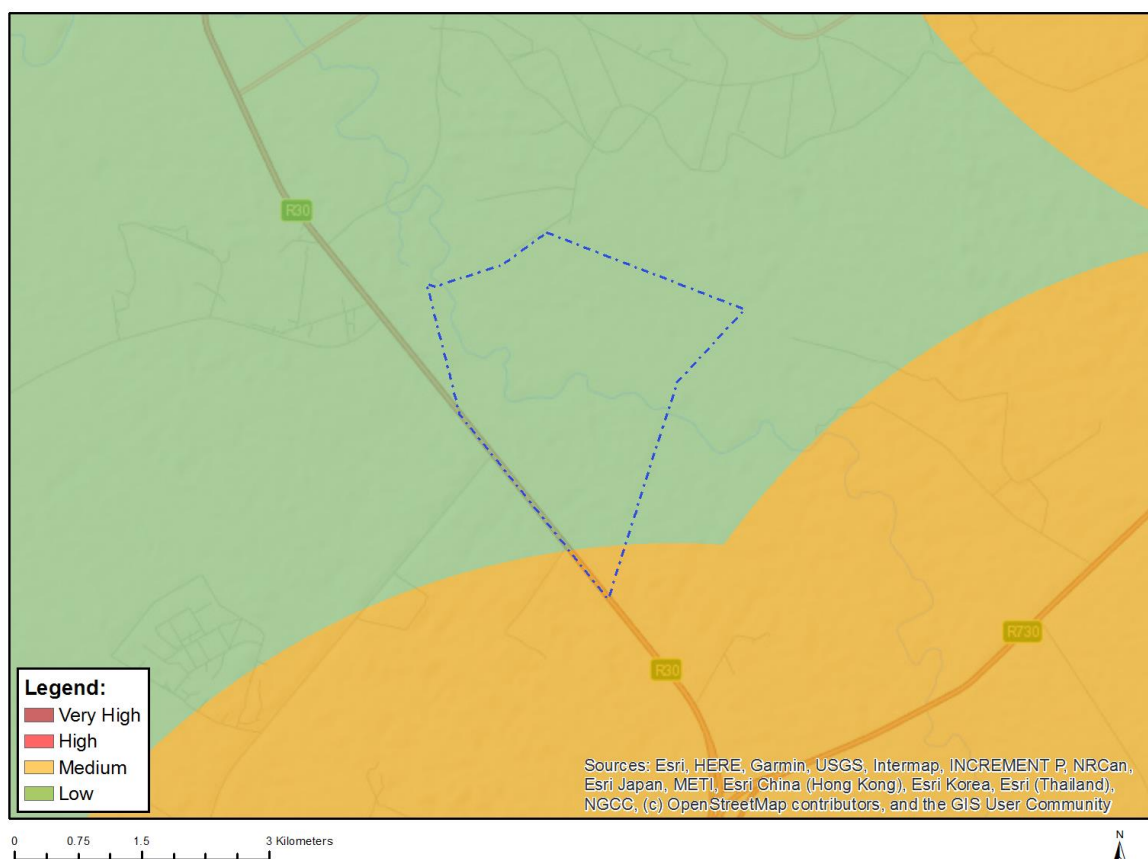 R30
R730
R30
Legend:
Very High
High
Medium
Low
Sources: Esri, HERE, Garmin, USGS, Intermap, INCREMENT P, NRCan,
Esri Japan, METI, Esri China (Hong Kong), Esri Korea, Esri (Thailand),
NGCC, (c) OpenStreetMap contributors, and the GIS User Community
0 0.75 1.5 3 Kilometers
N